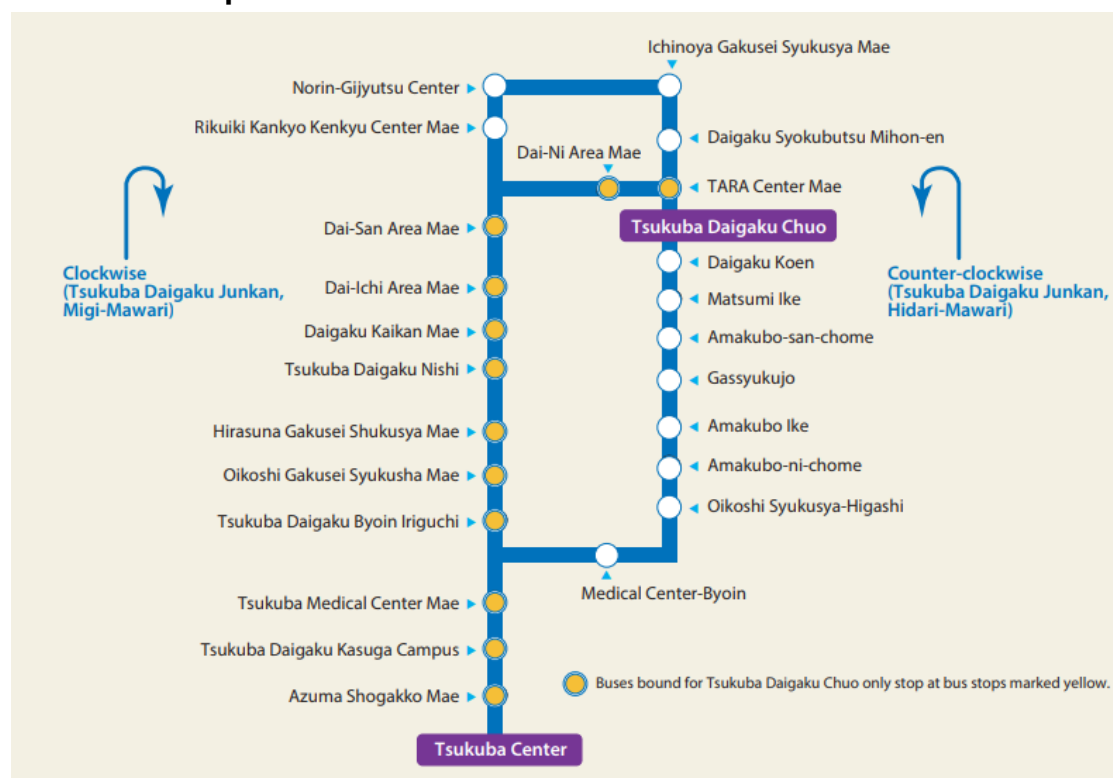 Ichinoya Gakusei Syukusya Mae
Norin-Gijyutsu Center
Rikuiki Kankyo Kenkyu Center Mae
Daigaku Syokubutsu Mihon-en
Dai-Ni Area Mae
TARA Center Mae
Dai-San Area Mae
Tsukuba Daigaku Chuo
Daigaku Koen
Clockwise
(Tsukuba Daigaku Junkan,
Migi-Mawari)
Counter-clockwise
(Tsukuba Daigaku Junkan,
Hidari-Mawari)
Dai-Ichi Area Mae
Matsumi Ike
Daigaku Kaikan Mae
Amakubo-san-chome
Tsukuba Daigaku Nishi
Gassyukujo
Hirasuna Gakusei Shukusya Mae
Amakubo Ike
Oikoshi Gakusei Syukusha Mae
Amakubo-ni-chome
Tsukuba Daigaku Byoin Iriguchi
Oikoshi Syukusya-Higashi
Medical Center-Byoin
Tsukuba Medical Center Mae
Tsukuba Daigaku Kasuga Campus
Buses bound for Tsukuba Daigaku Chuo only stop at bus stops marked yellow.
Azuma Shogakko Mae
Tsukuba Center